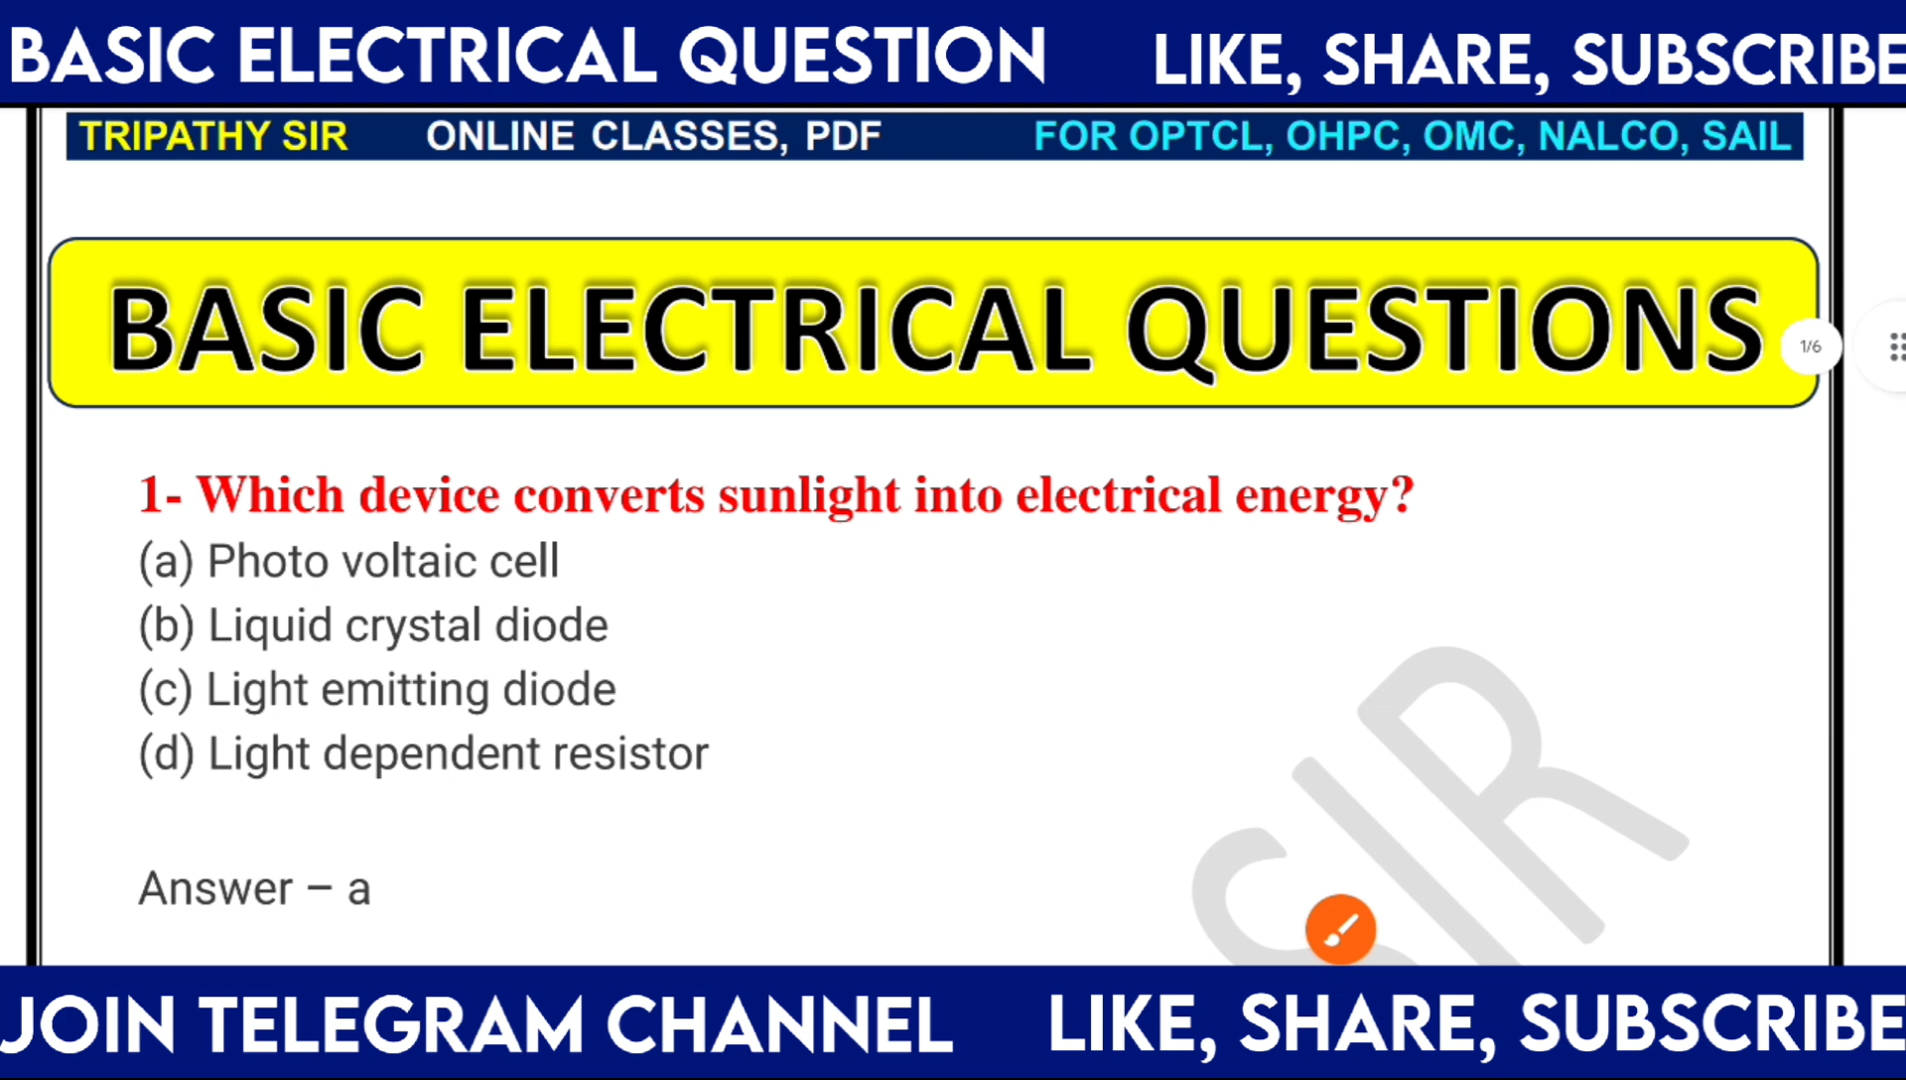 BASIC ELECTRICAL QUESTION LIKE, SHARE, SUBSCRIBE
TRIPATHY SIR ONLINE CLASSES, PDF FOR OPTCL, OHPC, OMC, NALCO, SAIL
BASIC ELECTRICAL QUESTIONS
1/6
1- Which device converts sunlight into electrical energy?
(a) Photo voltaic cell
(b) Liquid crystal diode
(c) Light emitting diode
(d) Light dependent resistor
SIR
Answer – a
JOIN TELEGRAM CHANNEL LIKE, SHARE, SUBSCRIBE